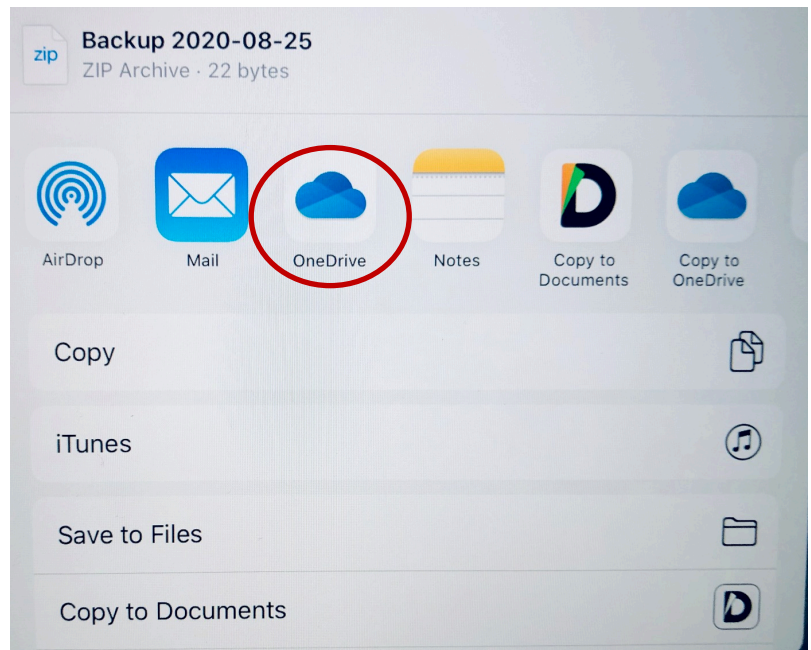 Backup 2020-08-25
zip
ZIP Archive · 22 bytes
AirDrop
Mail
OneDrive
Notes
Copy to
Documents
Copy to
OneDrive
Copy
iTunes
Save to Files
Copy to Documents